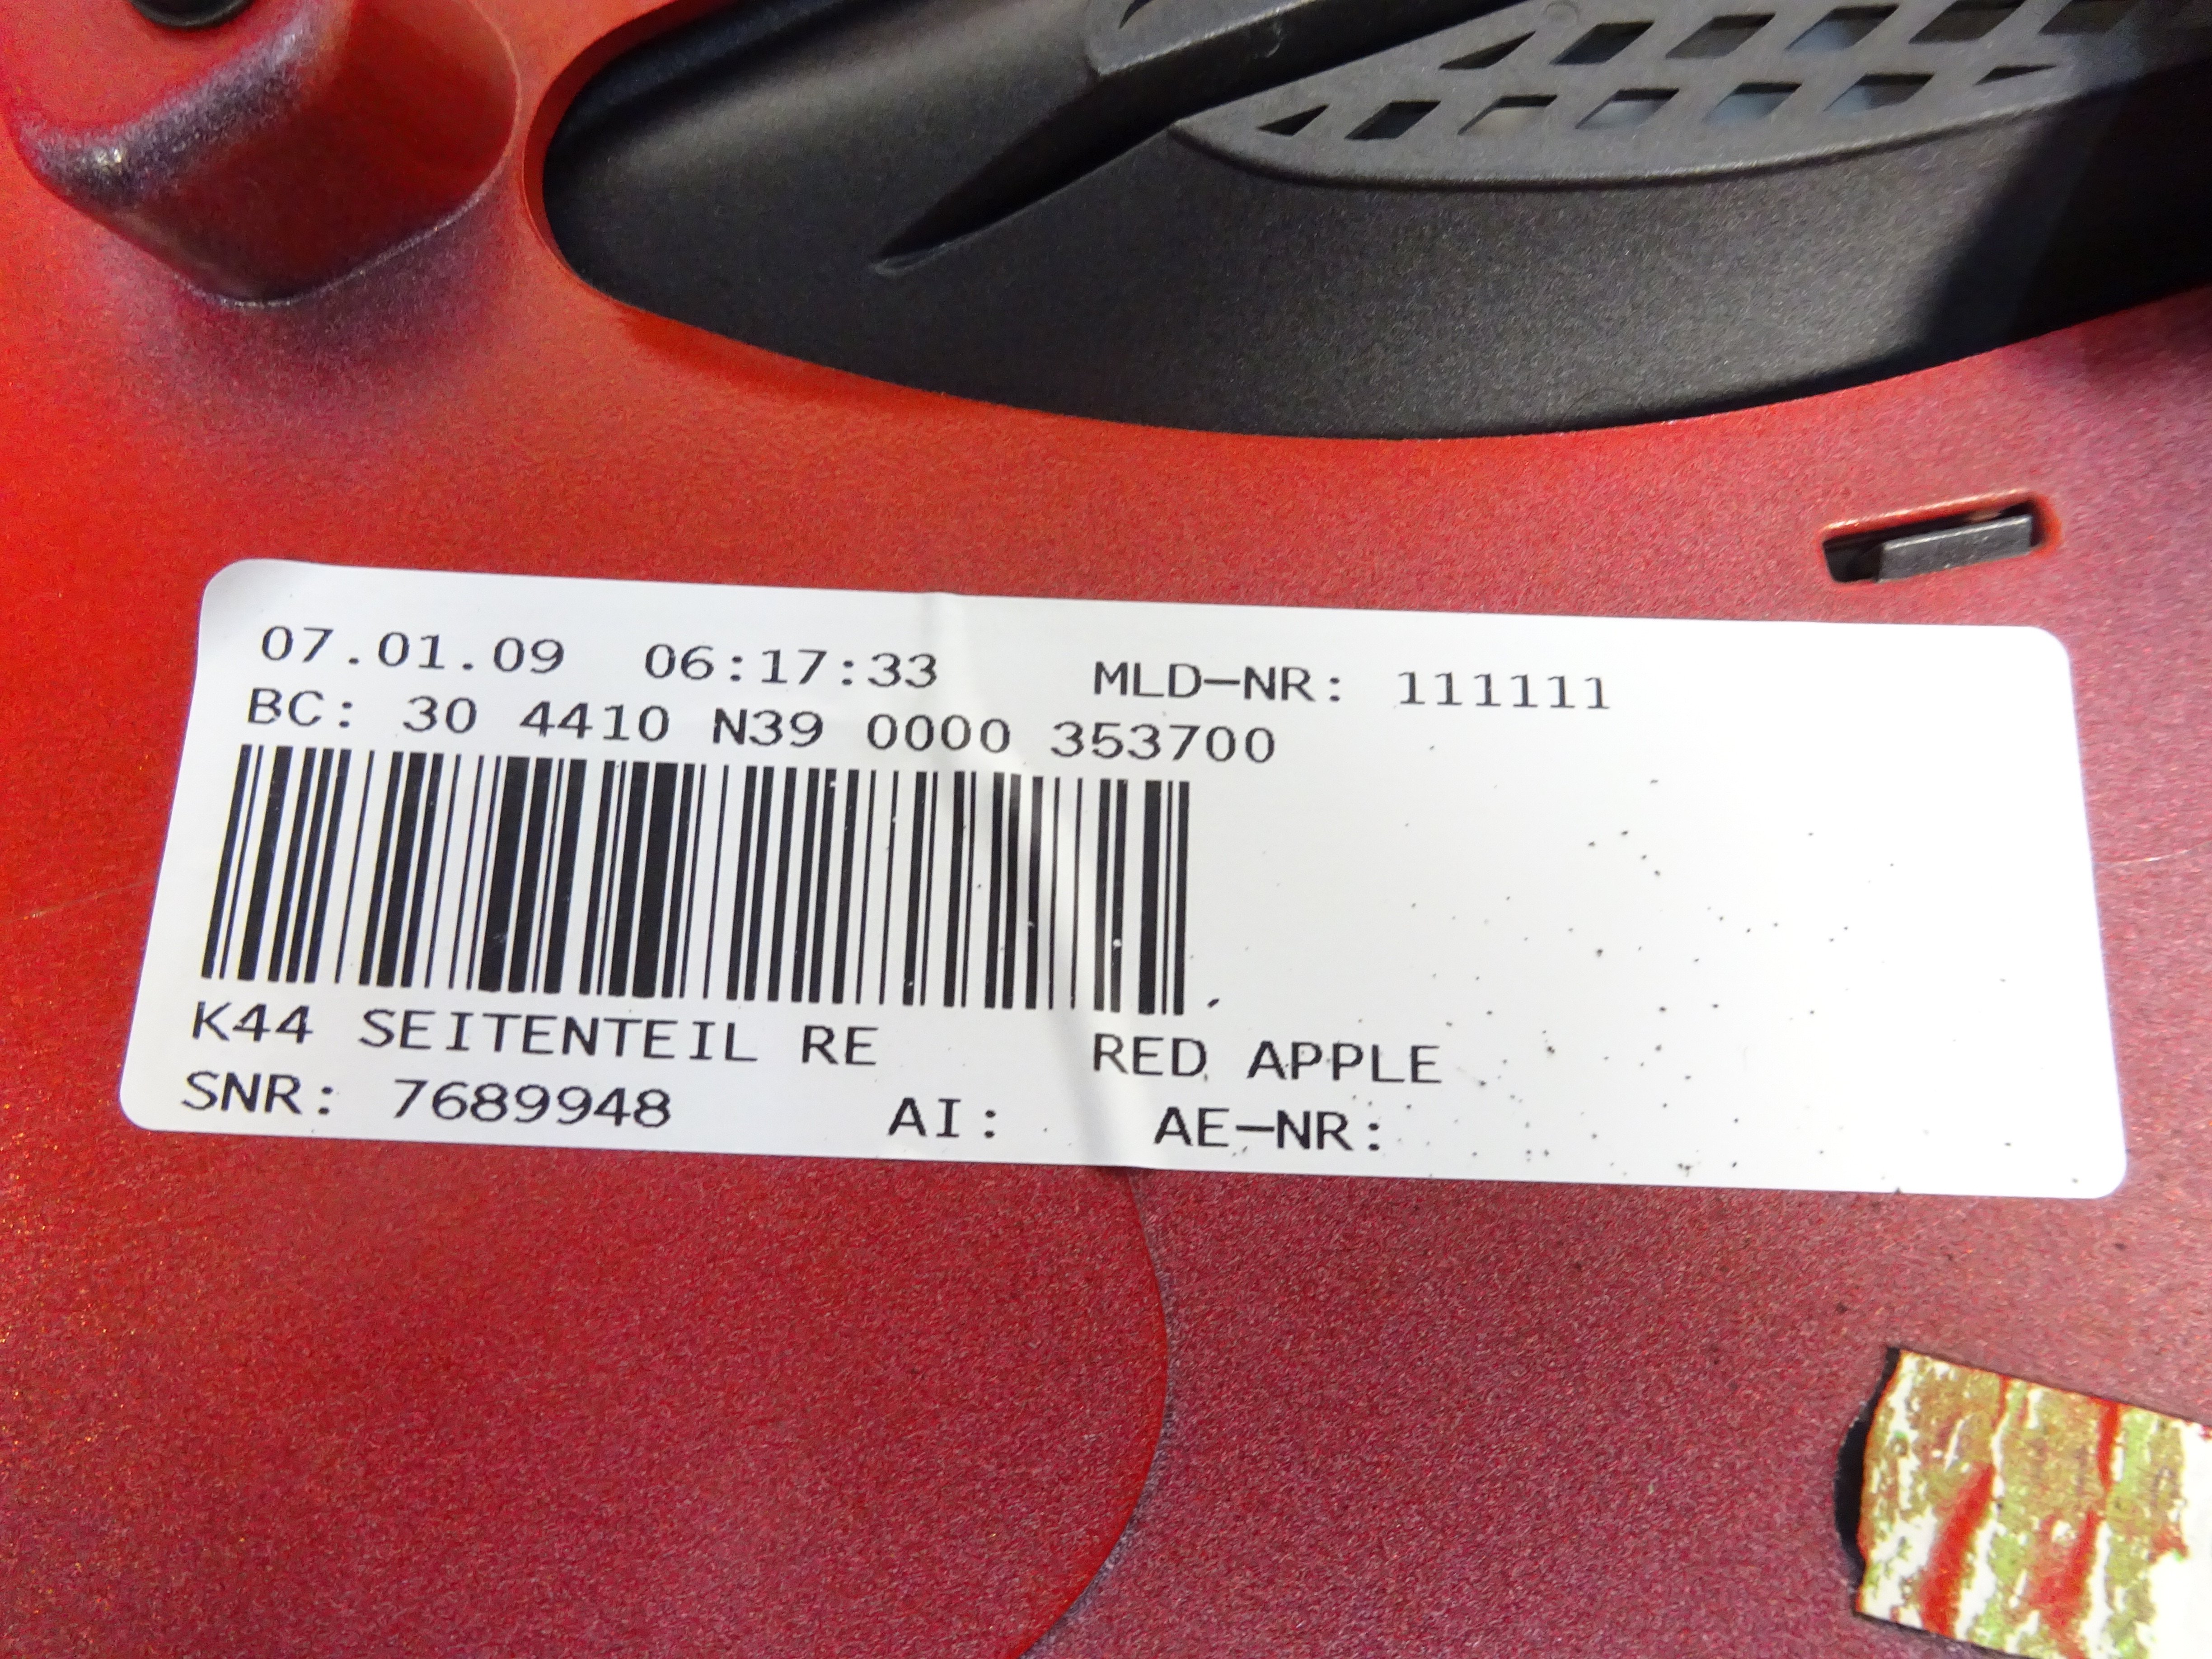 07.01.09 06:17:33 MLD-NR: 111111
BC: 30 4410 N39 0000 353700
K44 SEITENTEIL RE RED APPLE
SNR: 7689948 AI: AE-NR: